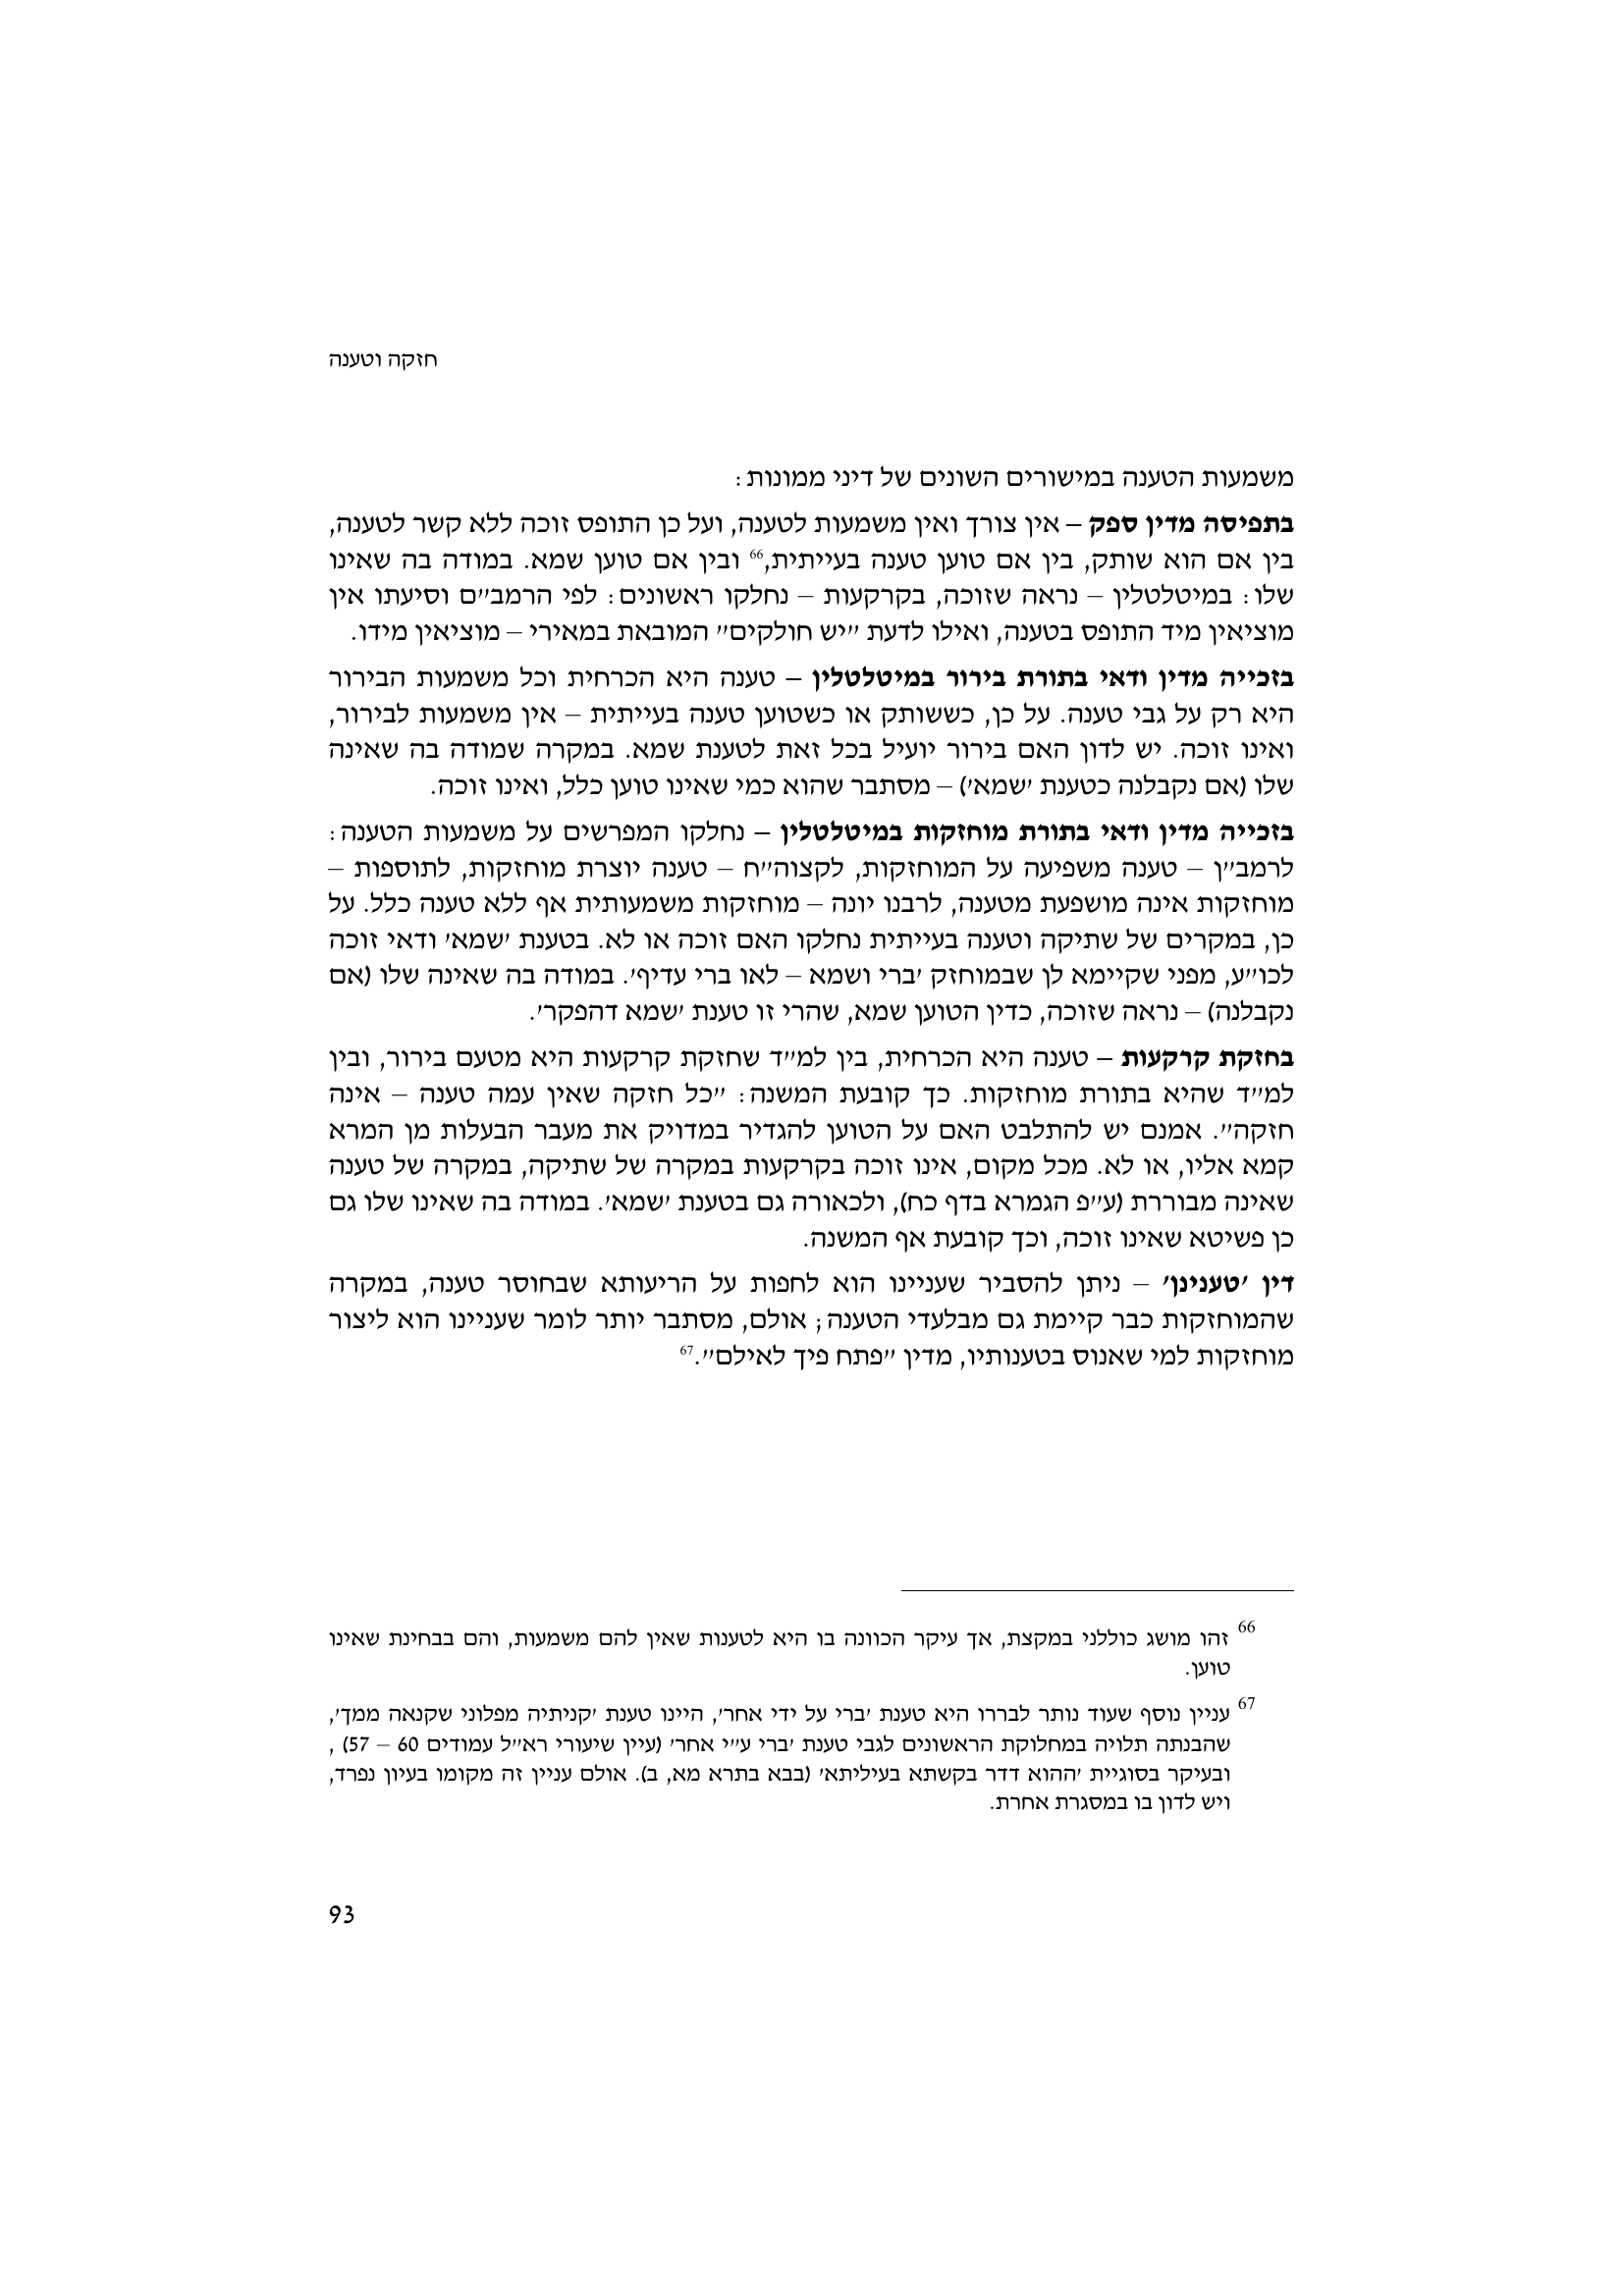 חזקה וטענה
משמעות הטענה במישורים השונים של דיני ממונות:
בתפיסה מדין ספק – אין צורך ואין משמעות לטענה, ועל כן התופס זוכה ללא קשר לטענה,
בין אם הוא שותק, בין אם טוען טענה בעייתית,66 ובין אם טוען שמא. במודה בה שאינו
שלו: במיטלטלין – נראה שזוכה, בקרקעות – נחלקו ראשונים: לפי הרמב״ם וסיעתו אין
מוציאין מיד התופס בטענה, ואילו לדעת ״יש חולקים״ המובאת במאירי – מוציאין מידו.
בזכייה מדין ודאי בתורת בירור במיטלטלין – טענה היא הכרחית וכל משמעות הבירור
היא רק על גבי טענה. על כן, כששותק או כשטוען טענה בעייתית – אין משמעות לבירור,
ואינו זוכה. יש לדון האם בירור יועיל בכל זאת לטענת שמא. במקרה שמודה בה שאינה
שלו (אם נקבלנה כטענת ׳שמא׳) – מסתבר שהוא כמי שאינו טוען כלל, ואינו זוכה.
בזכייה מדין ודאי בתורת מוחזקות במיטלטלין – נחלקו המפרשים על משמעות הטענה:
לרמב״ן – טענה משפיעה על המוחזקות, לקצוה״ח – טענה יוצרת מוחזקות, לתוספות –
מוחזקות אינה מושפעת מטענה, לרבנו יונה – מוחזקות משמעותית אף ללא טענה כלל. על
כן, במקרים של שתיקה וטענה בעייתית נחלקו האם זוכה או לא. בטענת ׳שמא׳ ודאי זוכה
לכו״ע, מפני שקיימא לן שבמוחזק ׳ברי ושמא – לאו ברי עדיף׳. במודה בה שאינה שלו (אם
נקבלנה) – נראה שזוכה, כדין הטוען שמא, שהרי זו טענת ׳שמא דהפקר׳.
בחזקת קרקעות – טענה היא הכרחית, בין למ״ד שחזקת קרקעות היא מטעם בירור, ובין
למ״ד שהיא בתורת מוחזקות. כך קובעת המשנה: ״כל חזקה שאין עמה טענה – אינה
חזקה״. אמנם יש להתלבט האם על הטוען להגדיר במדויק את מעבר הבעלות מן המרא
קמא אליו, או לא. מכל מקום, אינו זוכה בקרקעות במקרה של שתיקה, במקרה של טענה
שאינה מבוררת (ע״פ הגמרא בדף כח), ולכאורה גם בטענת ׳שמא׳. במודה בה שאינו שלו גם
כן פשיטא שאינו זוכה, וכך קובעת אף המשנה.
דין ׳טענינן׳ – ניתן להסביר שעניינו הוא לחפות על הריעותא שבחוסר טענה, במקרה
שהמוחזקות כבר קיימת גם מבלעדי הטענה; אולם, מסתבר יותר לומר שעניינו הוא ליצור
מוחזקות למי שאנוס בטענותיו, מדין ״פתח פיך לאילם״.67
66 זהו מושג כוללני במקצת, אך עיקר הכוונה בו היא לטענות שאין להם משמעות, והם בבחינת שאינו
טוען.
67 עניין נוסף שעוד נותר לבררו היא טענת ׳ברי על ידי אחר׳, היינו טענת ׳קניתיה מפלוני שקנאה ממך׳,
שהבנתה תלויה במחלוקת הראשונים לגבי טענת ׳ברי ע״י אחר׳ (עיין שיעורי רא״ל עמודים 60 – 57) ,
ובעיקר בסוגיית ׳ההוא דדר בקשתא בעיליתא׳ (בבא בתרא מא, ב). אולם עניין זה מקומו בעיון נפרד,
ויש לדון בו במסגרת אחרת.
93